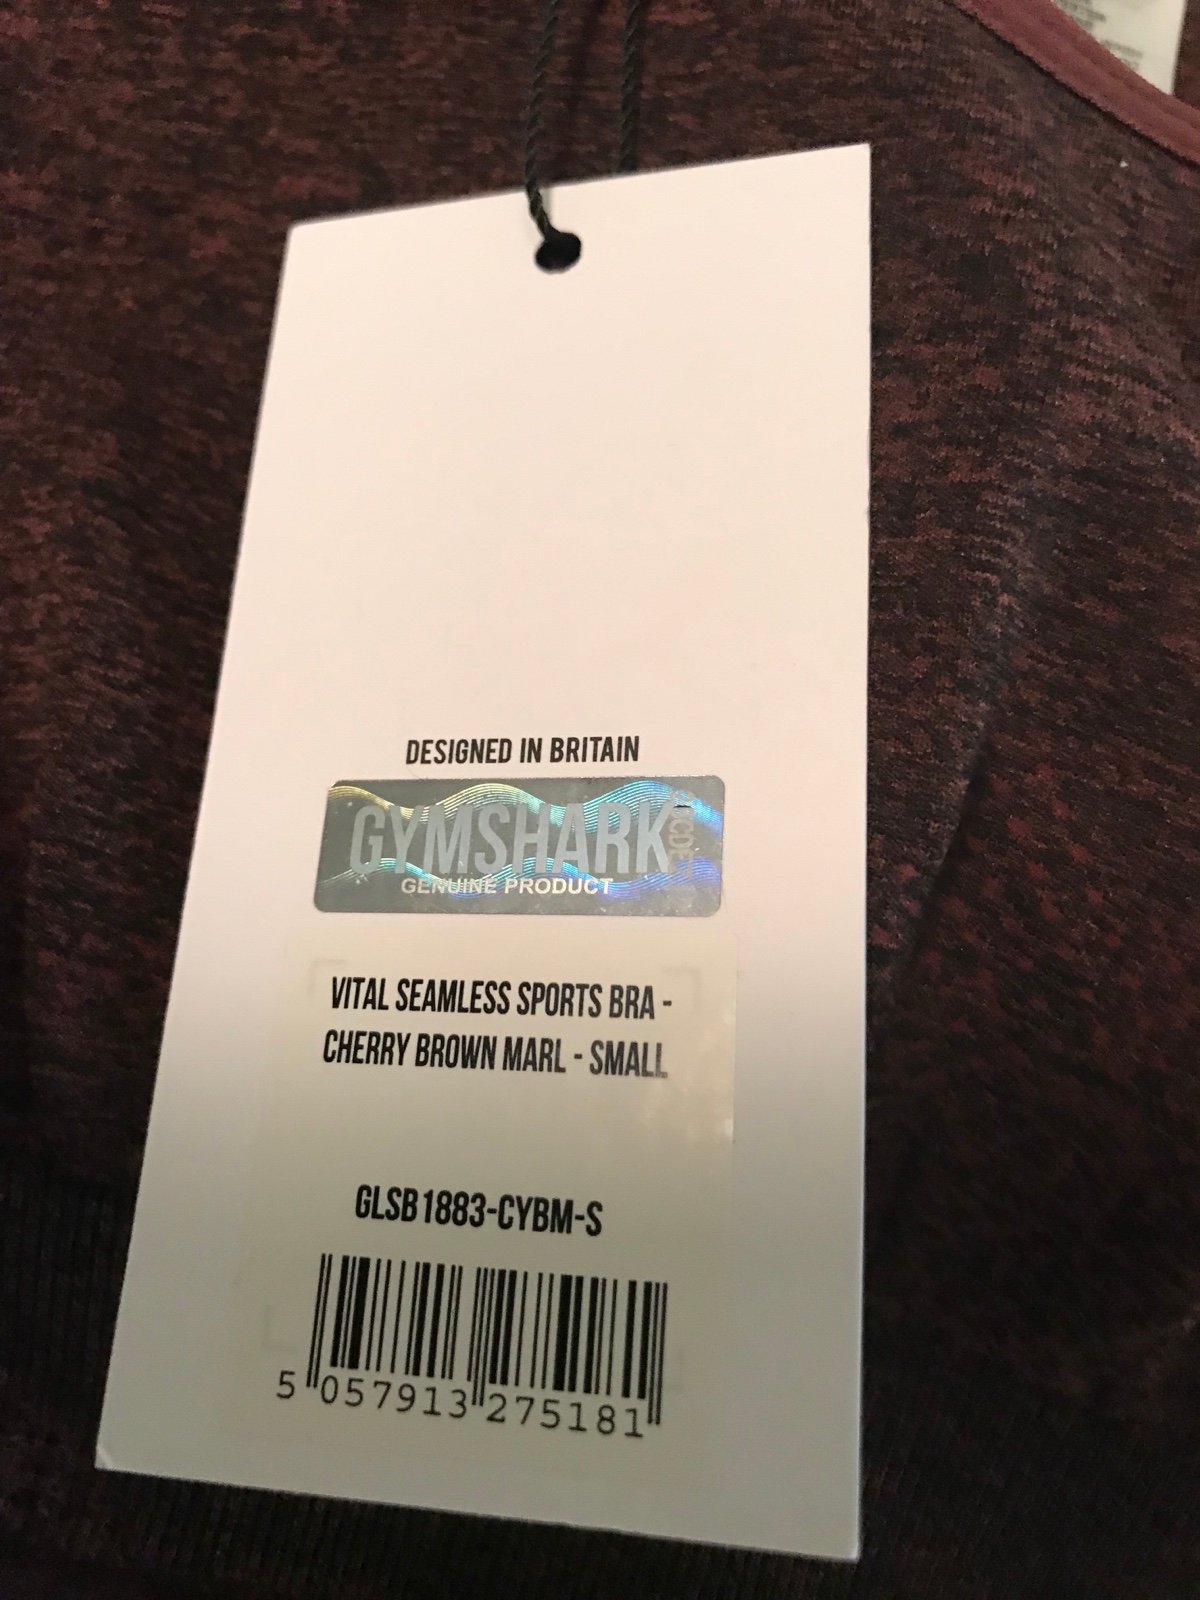 DESIGNED IN BRITAIN
GYMSHARK
GENUINE PRODUCT
VITAL SEAMLESS SPORTS BRA -
CHERRY BROWN MARL - SMALL
GLSB1883-CYBM-S
5 057913 275181